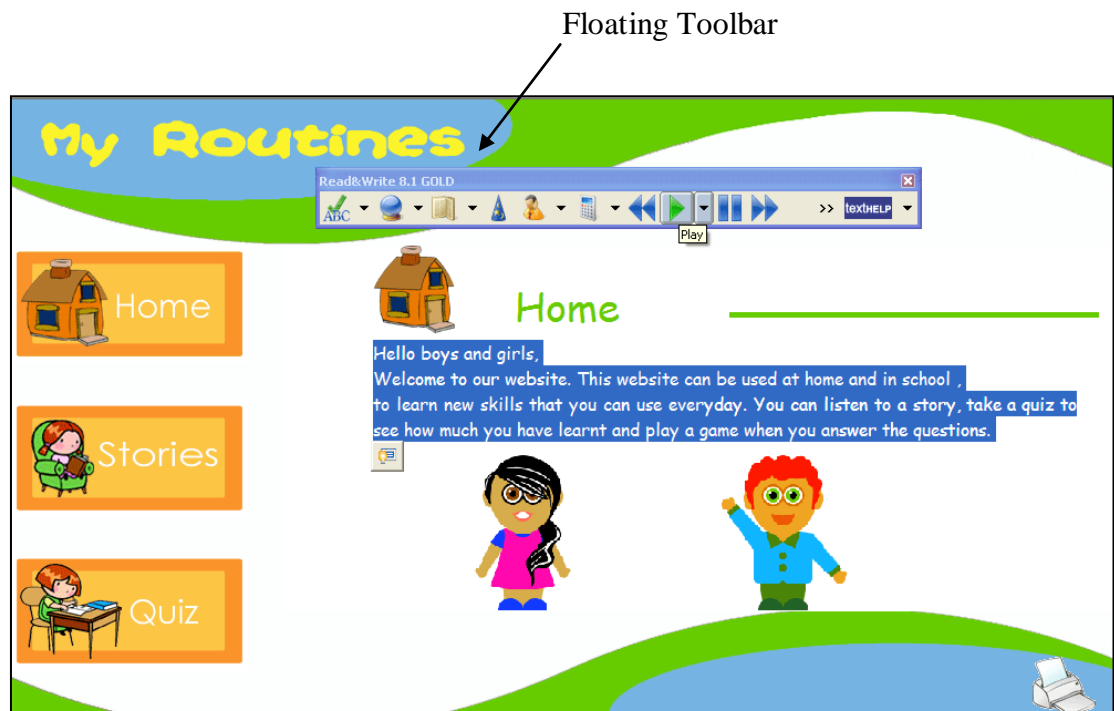 Floating Toolbar
My Routines
Read&Write 8.1 GOLD
ABC
>>
textHELP
Play
Home
Home
Hello boys and girls,
Welcome to our website. This website can be used at home and in school ,
to learn new skills that you can use everyday. You can listen to a story, take a quiz to
see how much you have learnt and play a game when you answer the questions.
Stories
Quiz